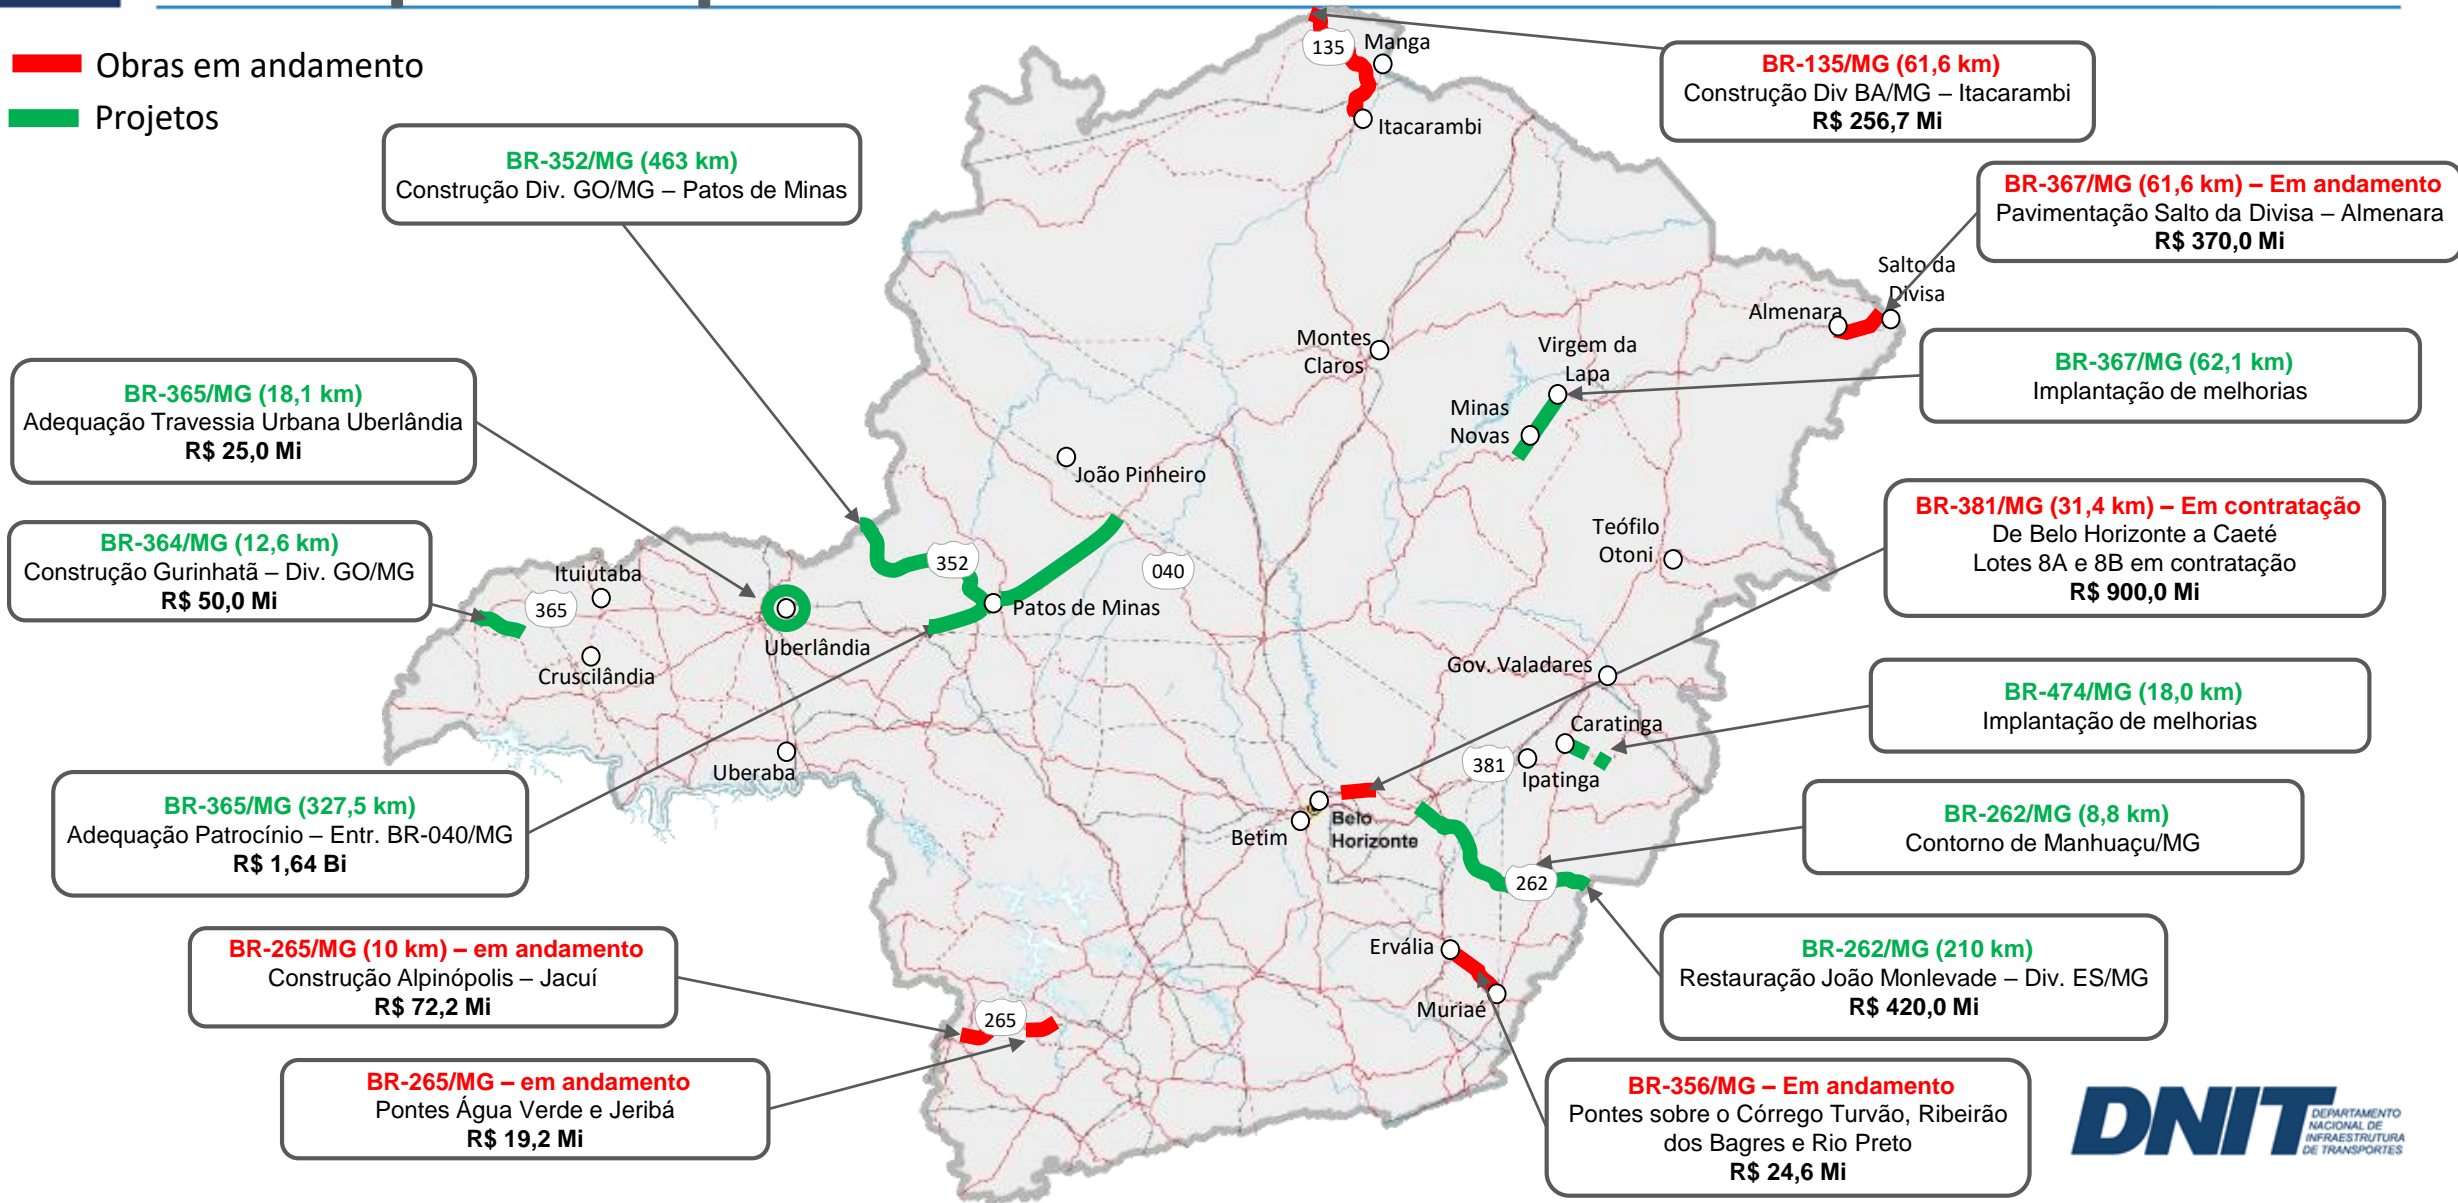 Obras em andamento
Projetos
BR-135/MG (61,6 km)
Construção Div BA/MG – Itacarambi
R$ 256,7 Mi
BR-352/MG (463 km)
Construção Div. GO/MG – Patos de Minas
BR-367/MG (61,6 km) – Em andamento
Pavimentação Salto da Divisa – Almenara
R$ 370,0 Mi
BR-365/MG (18,1 km)
Adequação Travessia Urbana Uberlândia
R$ 25,0 Mi
BR-367/MG (62,1 km)
Implantação de melhorias
BR-364/MG (12,6 km)
Construção Gurinhatã – Div. GO/MG
R$ 50,0 Mi
BR-381/MG (31,4 km) – Em contratação
De Belo Horizonte a Caeté
Lotes 8A e 8B em contratação
R$ 900,0 Mi
BR-474/MG (18,0 km)
Implantação de melhorias
BR-365/MG (327,5 km)
Adequação Patrocínio – Entr. BR-040/MG
R$ 1,64 Bi
BR-262/MG (8,8 km)
Contorno de Manhuaçu/MG
BR-265/MG (10 km) – em andamento
Construção Alpinópolis – Jacuí
R$ 72,2 Mi
BR-262/MG (210 km)
Restauração João Monlevade – Div. ES/MG
R$ 420,0 Mi
BR-265/MG – em andamento
Pontes Água Verde e Jeribá
R$ 19,2 Mi
BR-356/MG – Em andamento
Pontes sobre o Córrego Turvão, Ribeirão
dos Bagres e Rio Preto
R$ 24,6 Mi
135
Manga
Itacarambi
Salto da
Divisa
Almenara
Montes
Claros
Virgem da
Lapa
Minas
Novas
João Pinheiro
Teófilo
Otoni
352
040
Ituiutaba
365
Patos de Minas
Uberlândia
Cruscilândia
Gov. Valadares
Caratinga
Uberaba
381
Ipatinga
Betim
Belo
Horizonte
262
Ervália
Muriaé
265
DNIT
DEPARTAMENTO
NACIONAL DE
INFRAESTRUTURA
DE TRANSPORTES